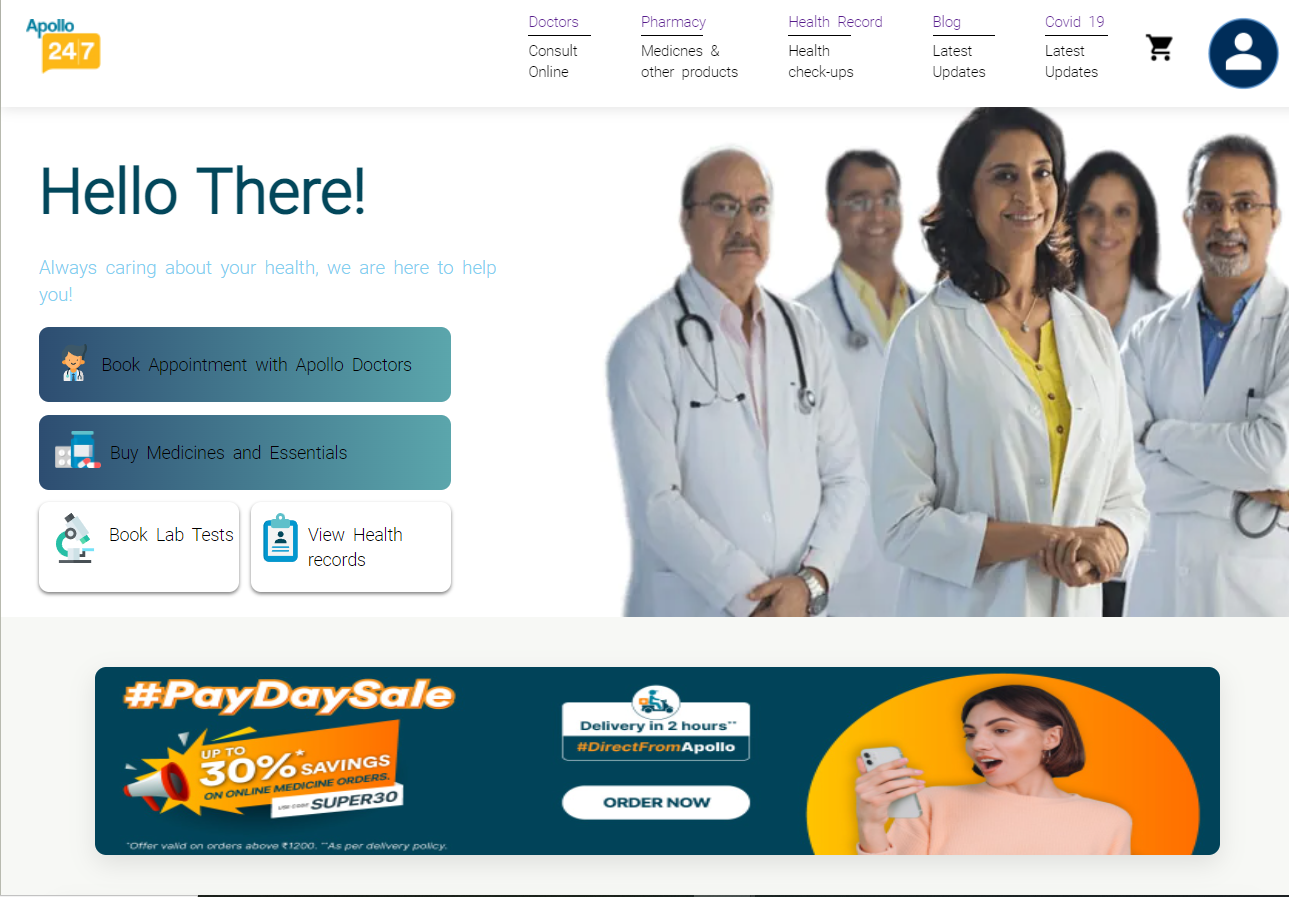 Apollo
24|7
Doctors
Consult
Online
Pharmacy
Medicnes &
other products
Health Record
Health
check-ups
Blog
Latest
Updates
Covid 19
Latest
Updates
Hello There!
Always caring about your health, we are here to help
you!
Book Appointment with Apollo Doctors
Buy Medicines and Essentials
Book Lab Tests
View Health
records
#PayDaySale
UP TO
30%* SAVINGS
ON ONLINE MEDICINE ORDERS.
USE CODE SUPER30
*Offer valid on orders above ₹1200. **As per delivery policy.
Delivery in 2 hours**
#DirectFromApollo
ORDER NOW